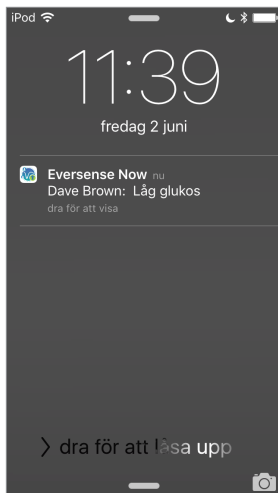 iPod
11:39
fredag 2 juni
Eversense Now nu
Dave Brown: Låg glukos
dra för att visa
dra för att låsa upp